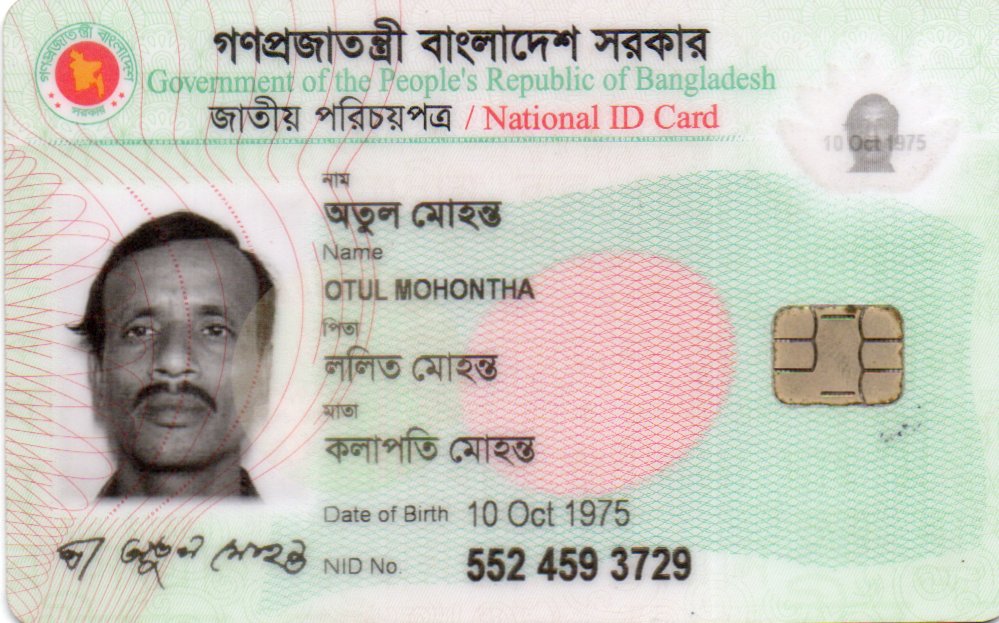 গণপ্রজাতন্ত্রী বাংলাদেশ সরকার
Government of the People's Republic of Bangladesh
জাতীয় পরিচয়পত্র / National ID Card
গণপ্রজাতন্ত্রী বাংলাদেশ
সরকার
10 Oct 1975
নাম
অতুল মোহন্ত
Name
OTUL MOHONTHA
পিতা
ললিত মোহন্ত
মাতা
কলাপতি মোহন্ত
Date of Birth 10 Oct 1975
শ্রী অতুল মোহন্ত
NID No. 552 459 3729